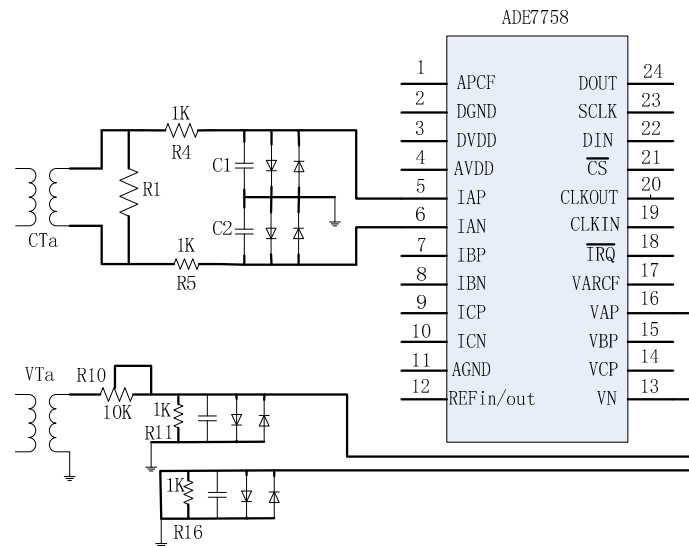 ADE7758
1 APCF DOUT 24
2 DGND SCLK 23
3 DVDD DIN 22
4 AVDD CS 21
5 IAP CLKOUT 20
6 IAN CLKIN 19
7 IBP IRQ 18
8 IBN VARCF 17
9 ICP VAP 16
10 ICN VBP 15
11 AGND VCP 14
12 REFin/out VN 13
1K
R4
C1
R1
C2
CTa
1K
R5
VTa
R10
10K
1K
R11
1K
R16